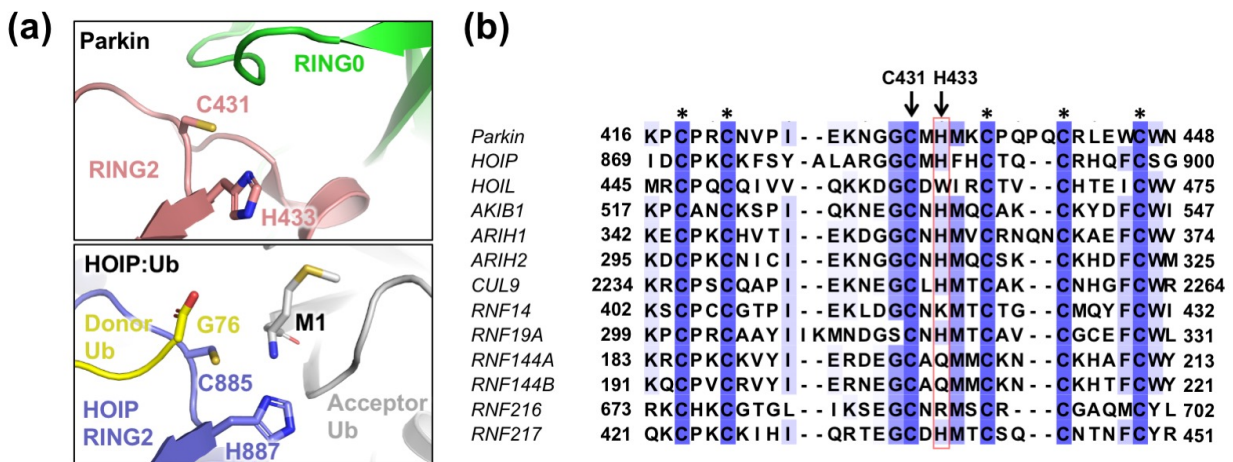 (a)
Parkin
RING0
C431
RING2
H433
HOIP:Ub
Donor
Ub
G76
M1
C885
HOIP
RING2
H887
Acceptor
Ub
(b)
C431 H433
* * * * *
Parkin 416 KPCPRCNVPI--EKNGGCMHMKCPQPQCRLEWCWN 448
HOIP 869 IDCPKCKFSY-ALARGGCMHFHCTQ--CRHQFCSG 900
HOIL 445 MRCPQCQIVV--QKKDGCDWIRCTV--CHTEICWV 475
AKIB1 517 KPCANCKSPI--QKNEGCNHMQCAK--CKYDFCWI 547
ARIH1 342 KECPKCHVTI--EKDGGCNHMVCRNQNCKAEFCWV 374
ARIH2 295 KDCPKCNICI--EKNGGCNHMQCSK--CKHDFCWM 325
CUL9 2234 KRCPSCQAPI--EKNEGCLHMTCAK--CNHGFCWR 2264
RNF14 402 KSCPCCGTPI--EKLDGCNKMTCTG--CMQYFCWI 432
RNF19A 299 KPCPRCAAYIIKMNDGSCNHMTCAV--CGCEFCWL 331
RNF144A 183 KRCPKCKVYI--ERDEGCAQMMCKN--CKHAFCWY 213
RNF144B 191 KQCPVCRVYI--ERNEGCAQMMCKN--CKHTFCWY 221
RNF216 673 RKCHKCGTGL--IKSEGCNRMSCR---CGAQMCYL 702
RNF217 421 QKCPKCKIHI--QRTEGCDHMTCSQ--CNTNFCYR 451